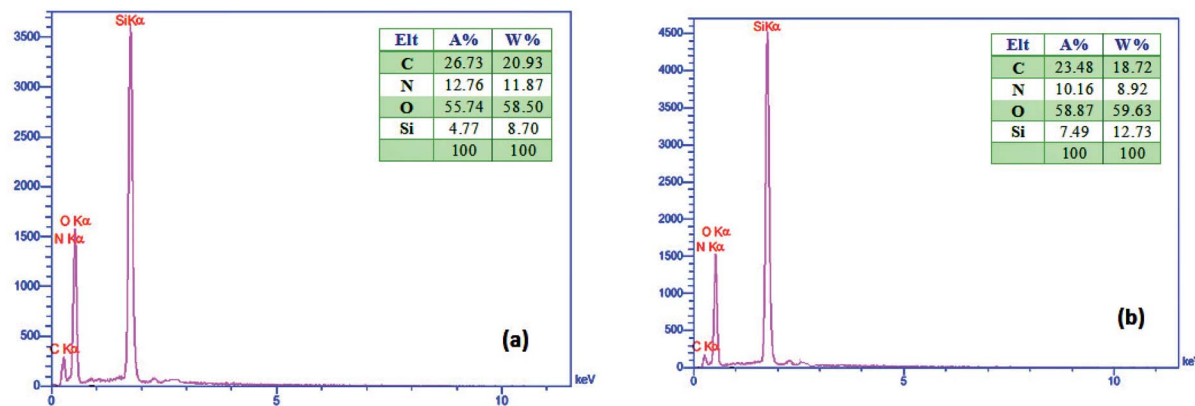 SiKα
3500
3000
2500
2000
1500
1000
500
0
O Kα
N Kα
C Kα
Elt A% W%
C 26.73 20.93
N 12.76 11.87
O 55.74 58.50
Si 4.77 8.70
100 100
(a)
0 5 10 keV
SiKα
4500
4000
3500
3000
2500
2000
1500
1000
500
0
O Kα
N Kα
C Kα
Elt A% W%
C 23.48 18.72
N 10.16 8.92
O 58.87 59.63
Si 7.49 12.73
100 100
(b)
0 5 10 keV